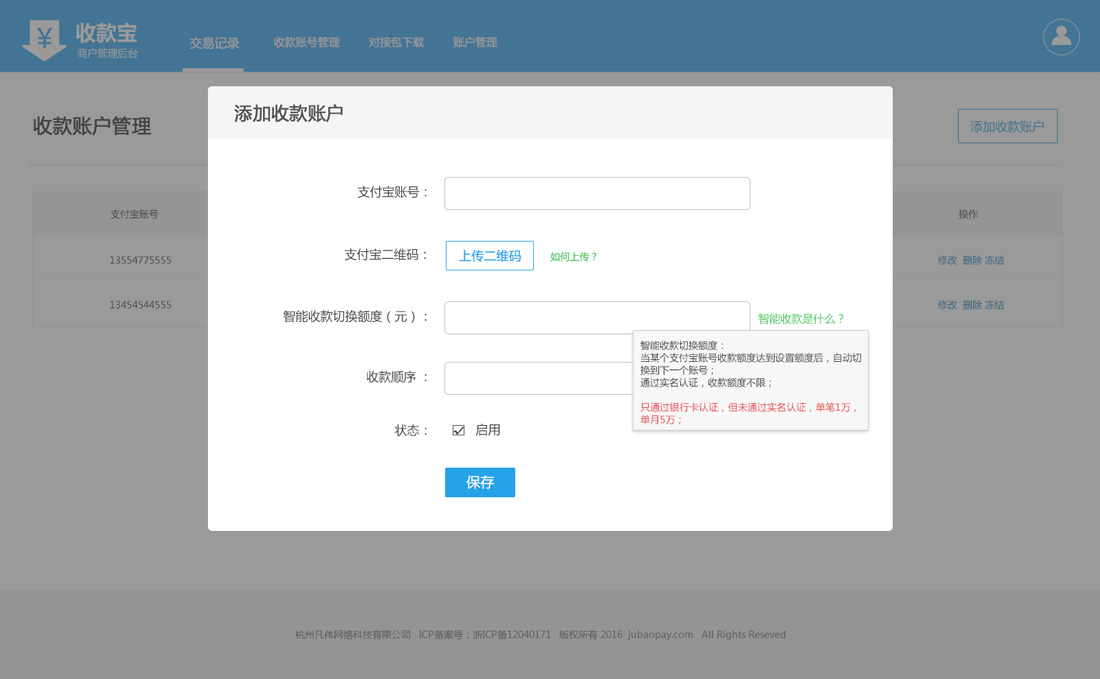 收款宝
商户管理后台
交易记录
收款账号管理
对接包下载
账户管理
收款账户管理
添加收款账户
添加收款账户
支付宝账号
操作
13554775555
修改 删除 冻结
13454544555
修改 删除 冻结
支付宝账号：
支付宝二维码：
上传二维码
如何上传？
智能收款切换额度（元）：
智能收款是什么？
智能收款切换额度：
当某个支付宝账号收款额度达到设置额度后，自动切
换到下一个账号；
通过实名认证，收款额度不限；
只通过银行卡认证，但未通过实名认证，单笔1万，
单月5万；
收款顺序 ：
状态：
启用
保存
杭州凡伟网络科技有限公司 ICP备案号：浙ICP备12040171 版权所有 2016 jubaopay.com All Rights Reseved